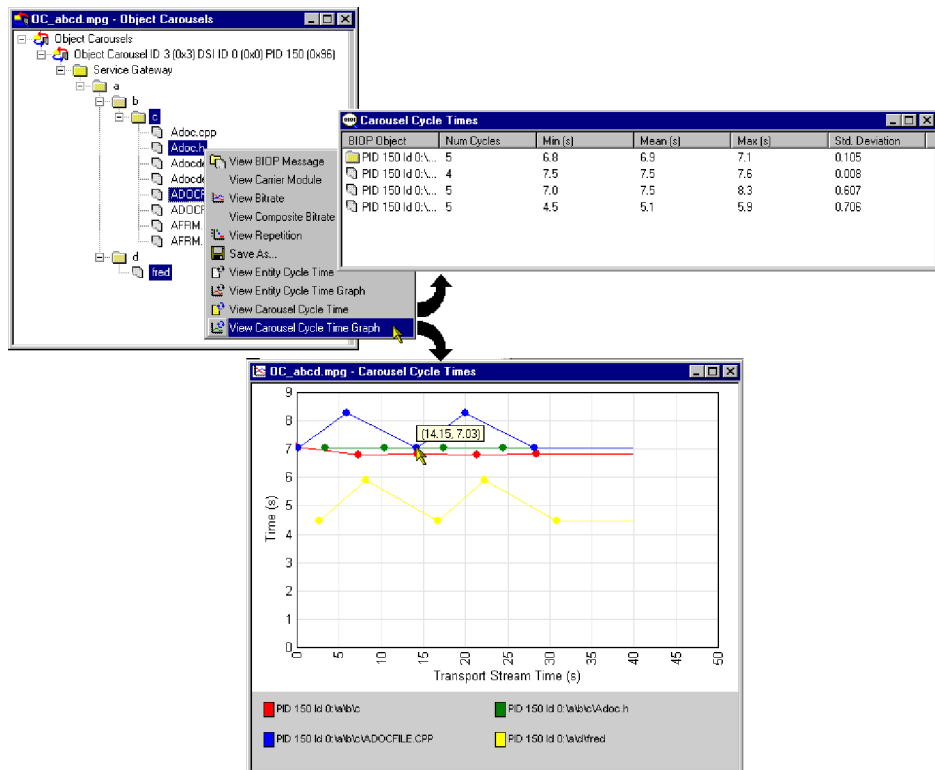 OC_abcd.mpg - Object Carousels
Object Carousels
Object Carousel ID 3 (0x3) DSI ID 0 (0x0) PID 150 (0x96)
Service Gateway
a
b
c
Adoc.cpp
Adoc.h
Adocde
Adocde
ADOCF
ADOCF
AFRM.
AFRM.
d
fred
View BIOP Message
View Carrier Module
View Bitrate
View Composite Bitrate
View Repetition
Save As...
View Entity Cycle Time
View Entity Cycle Time Graph
View Carousel Cycle Time
View Carousel Cycle Time Graph
Carousel Cycle Times
BIOP Object Num Cycles Min (s) Mean (s) Max (s) Std. Deviation
PID 150 Id 0:\... 5 6.8 6.9 7.1 0.105
PID 150 Id 0:\... 4 7.5 7.5 7.6 0.008
PID 150 Id 0:\... 5 7.0 7.5 8.3 0.607
PID 150 Id 0:\... 5 4.5 5.1 5.9 0.706
OC_abcd.mpg - Carousel Cycle Times
9
8
7
6
5
4
3
2
1
0
Time (s)
(14.15, 7.03)
0 5 10 15 20 25 30 35 40 45 50
Transport Stream Time (s)
PID 150 Id 0:\a\b\c
PID 150 Id 0:\a\b\c\Adoc.h
PID 150 Id 0:\a\b\c\ADOCFILE.CPP
PID 150 Id 0:\a\d\fred